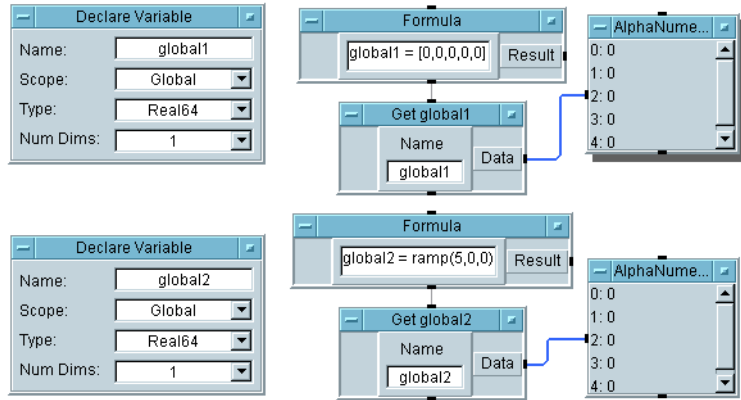 Declare Variable
Name: global1
Scope: Global
Type: Real64
Num Dims: 1
Formula
global1 = [0,0,0,0,0] Result
Get global1
Name
global1
Data
AlphaNume...
0: 0
1: 0
2: 0
3: 0
4: 0
Declare Variable
Name: global2
Scope: Global
Type: Real64
Num Dims: 1
Formula
global2 = ramp(5,0,0) Result
Get global2
Name
global2
Data
AlphaNume...
0: 0
1: 0
2: 0
3: 0
4: 0